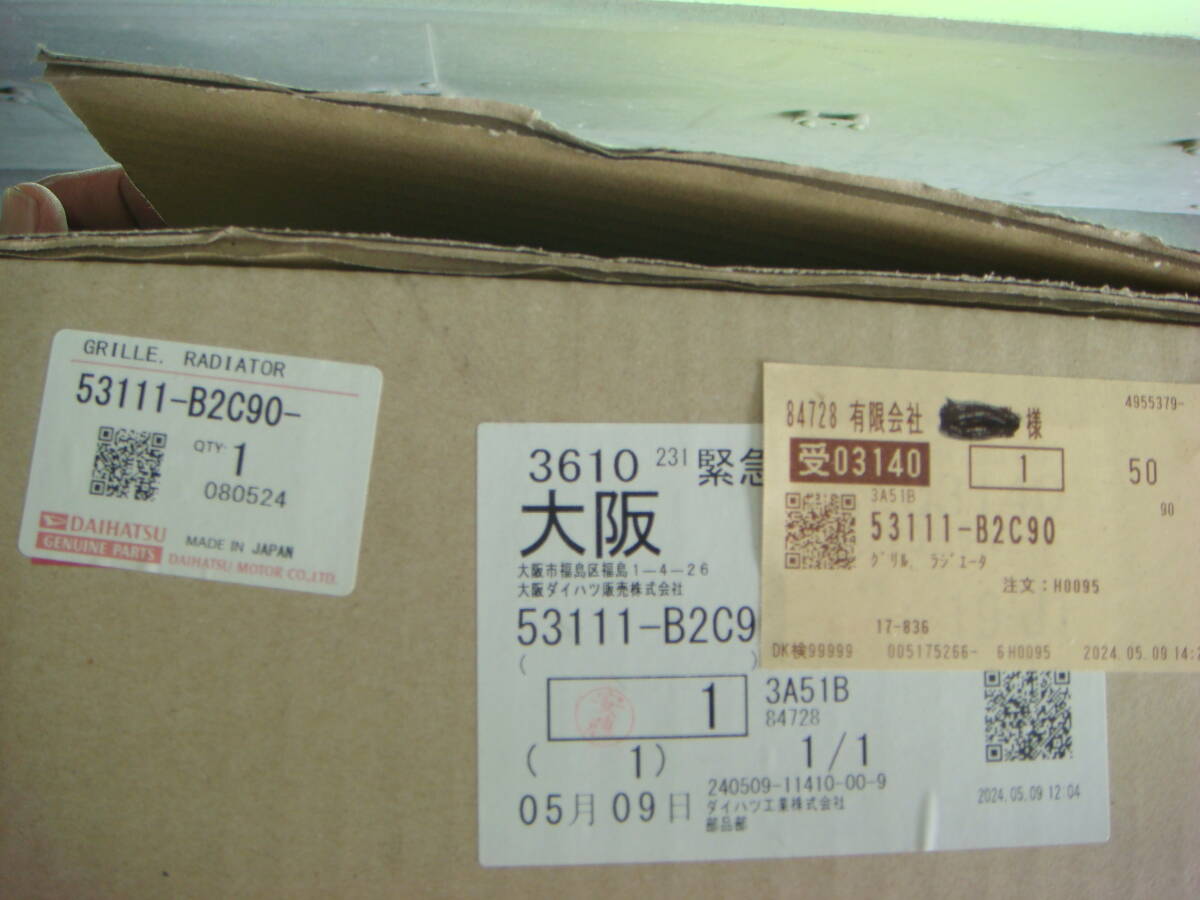 GRILLE. RADIATOR
53111-B2C90-
QTY 1
080524
DAIHATSU
GENUINE PARTS
MADE IN JAPAN
DAIHATSU MOTOR CO.,LTD.
3610 231 緊急
大阪
大阪市福島区福島1-4-26
大阪ダイハツ販売株式会社
53111-B2C9
( )
1
3A51B
84728
( 1)
1/1
05月09日
240509-11410-00-9
ダイハツ工業株式会社
部品部
2024.05.09 12:04
4955379-
84728 有限会社 様
受03140
1
50
3A51B
90
53111-B2C90
グリル, ラジエータ
注文:H0095
17-836
DK検99999 005175266- 6H0095 2024.05.09 14:2